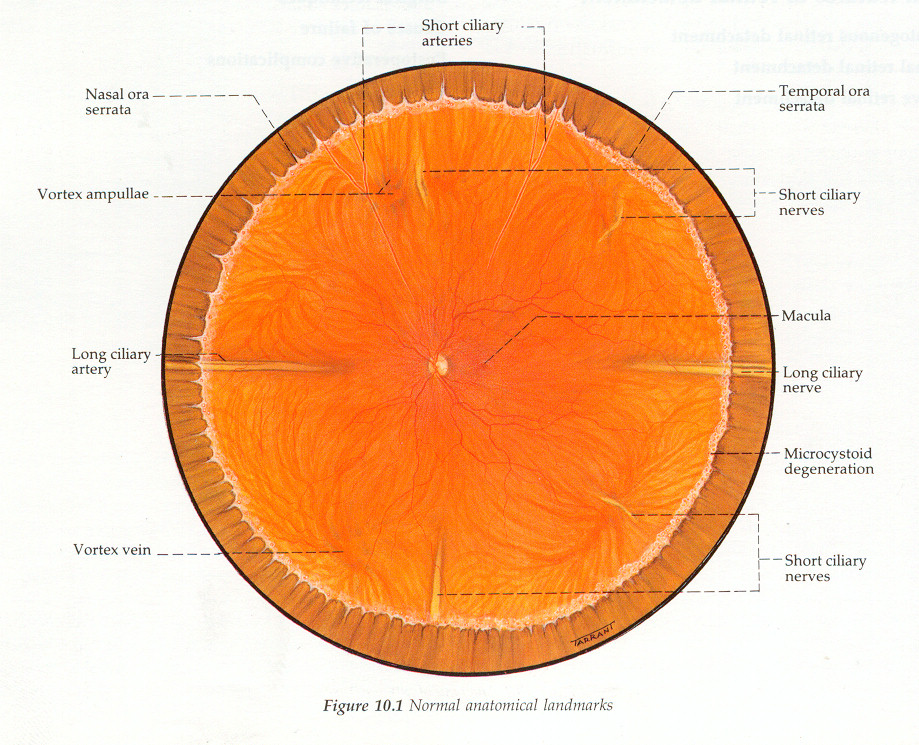 Short ciliary
arteries
Nasal ora
serrata
Temporal ora
serrata
Vortex ampullae
Short ciliary
nerves
Macula
Long ciliary
artery
Long ciliary
nerve
Microcystoid
degeneration
Vortex vein
Short ciliary
nerves
TARRANT
Figure 10.1 Normal anatomical landmarks